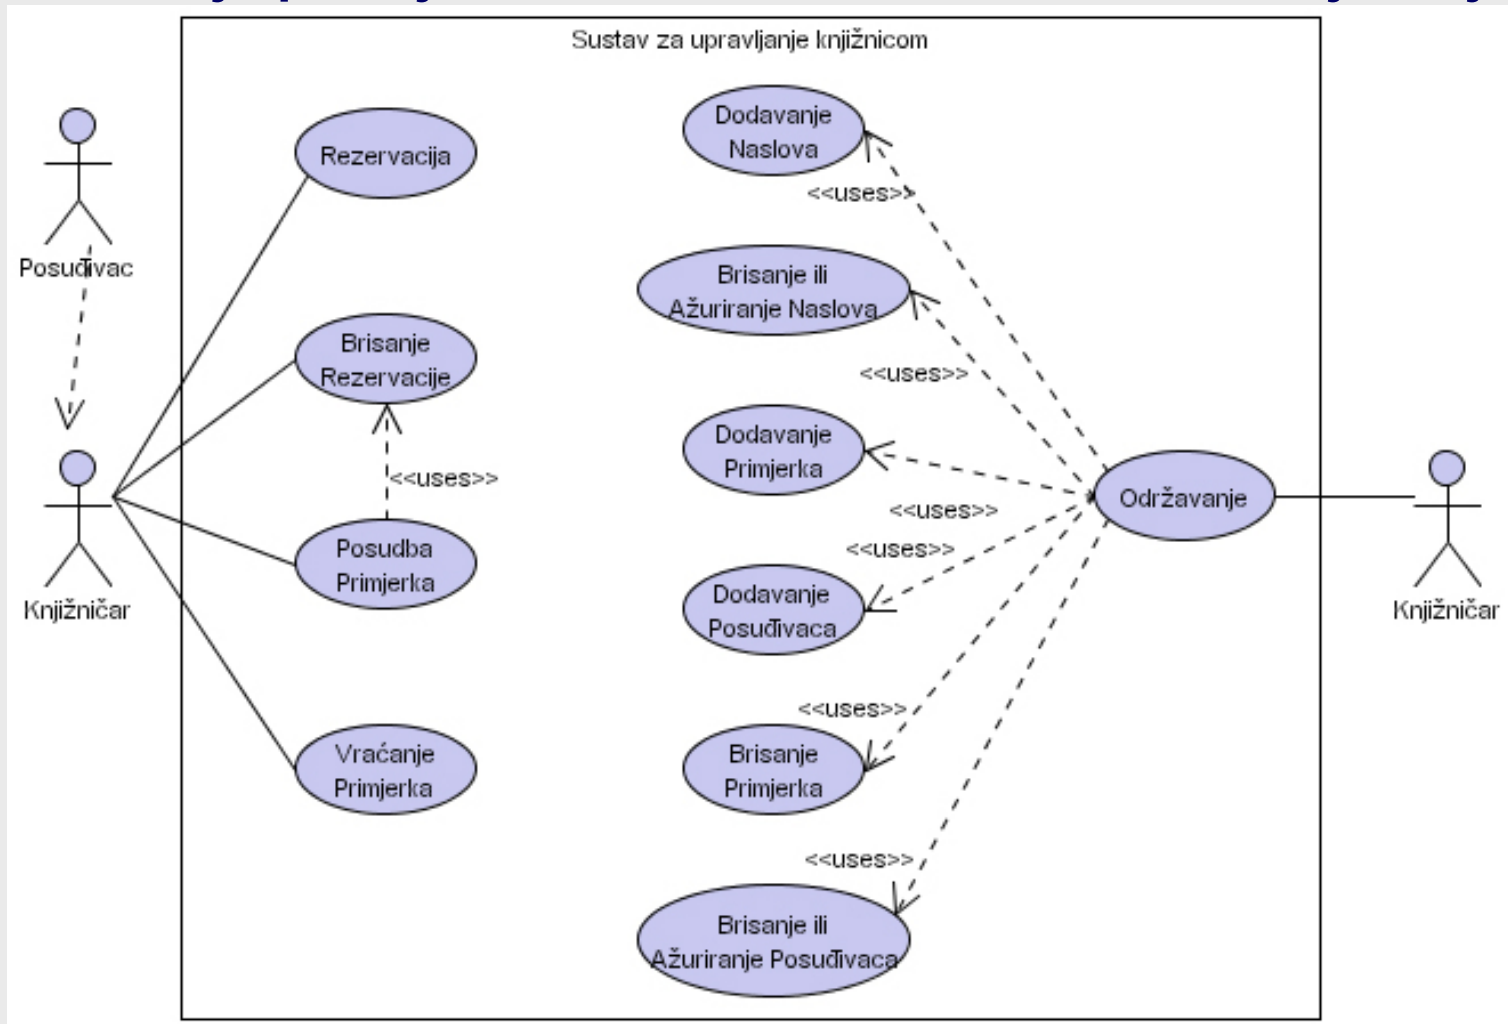 Sustav za upravljanje knjižnicom
Posuđivac
Knjižničar
Rezervacija
Brisanje
Rezervacije
<<uses>>
Posudba
Primjerka
Vraćanje
Primjerka
Dodavanje
Naslova
<<uses>>
Brisanje ili
Ažuriranje Naslova
<<uses>>
Dodavanje
Primjerka
<<uses>>
<<uses>>
Dodavanje
Posuđivaca
<<uses>>
Brisanje
Primjerka
<<uses>>
Brisanje ili
Ažuriranje Posuđivaca
Održavanje
Knjižničar